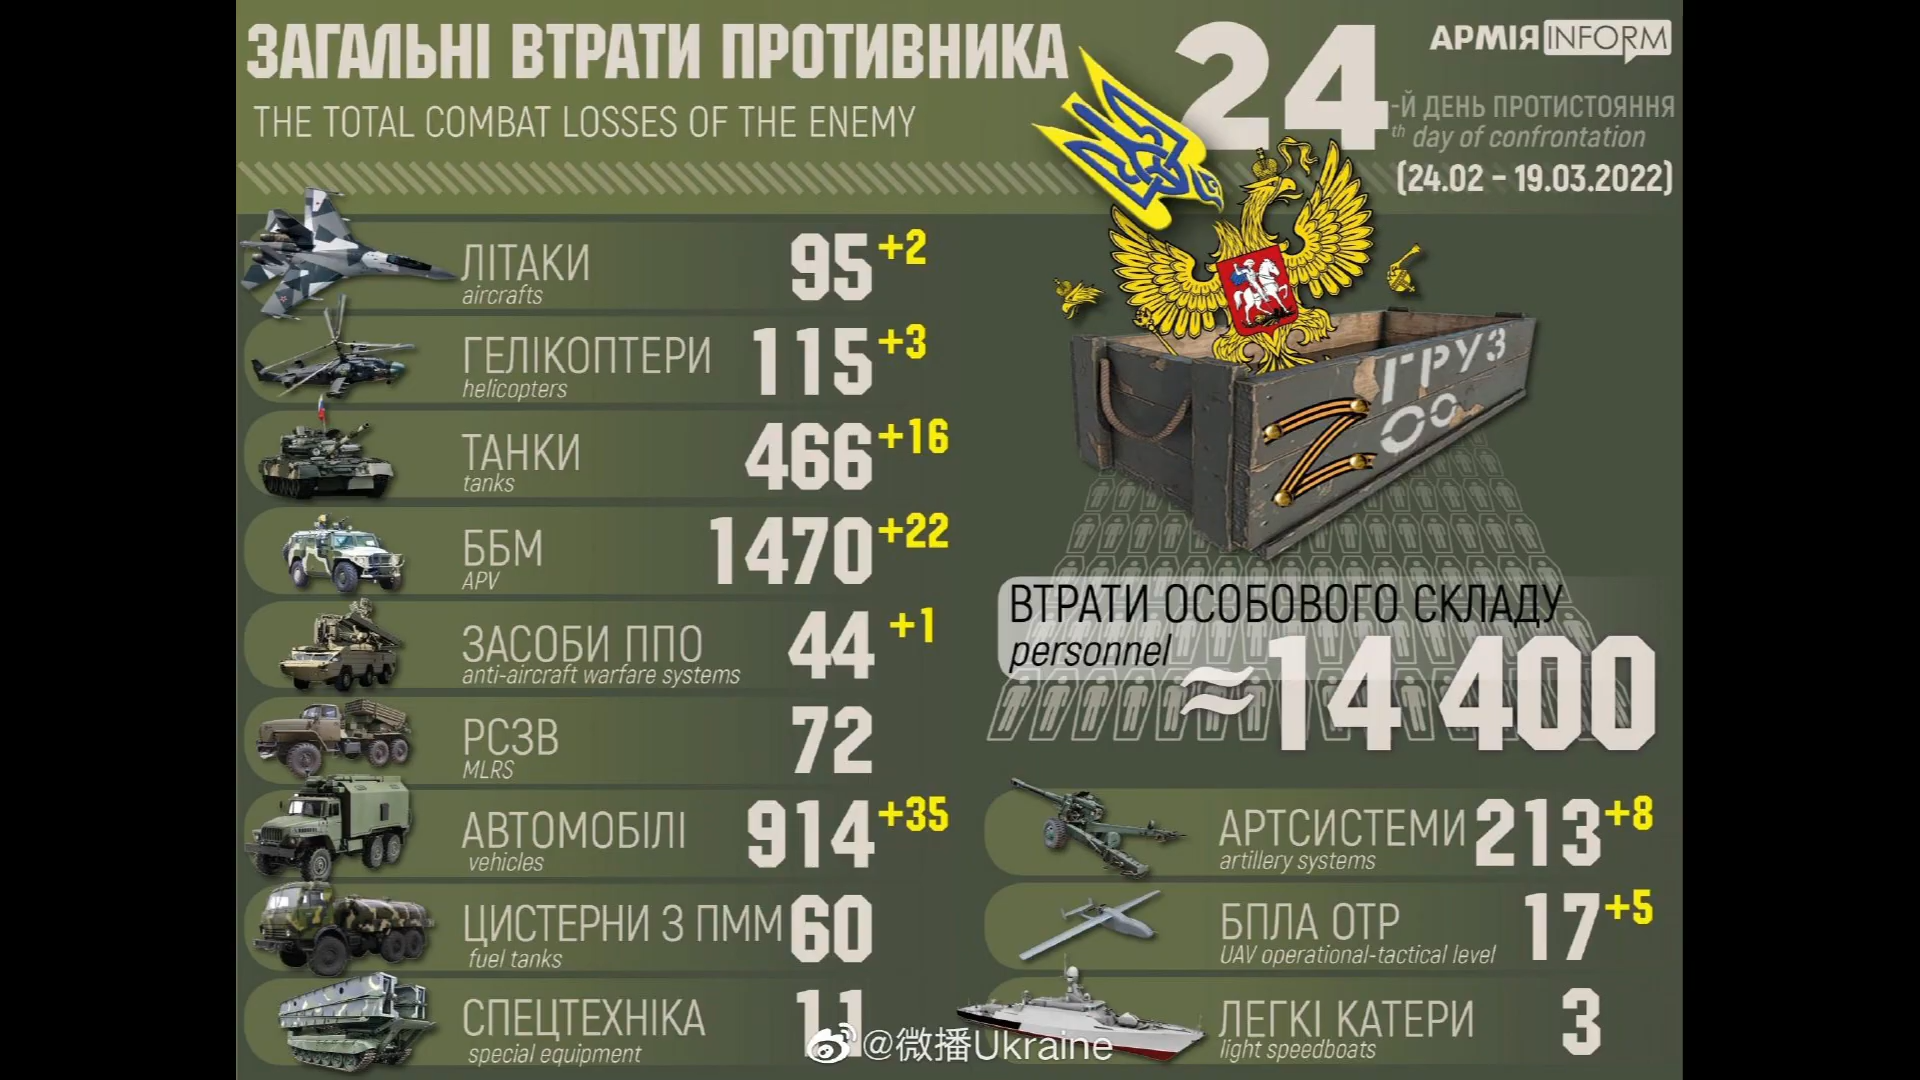 ЗАГАЛЬНІ ВТРАТИ ПРОТИВНИКА
THE TOTAL COMBAT LOSSES OF THE ENEMY
24
-Й ДЕНЬ ПРОТИСТОЯННЯ
th day of confrontation
(24.02 – 19.03.2022)
АРМІЯINFORM
ЛІТАКИ 95 +2
aircrafts
ГЕЛІКОПТЕРИ 115 +3
helicopters
ТАНКИ 466 +16
tanks
ББМ 1470 +22
APV
ЗАСОБИ ППО 44 +1
anti-aircraft warfare systems
РСЗВ 72
MLRS
АВТОМОБІЛІ 914 +35
vehicles
ЦИСТЕРНИ З ПММ 60
fuel tanks
СПЕЦТЕХНІКА 11
special equipment
ГРУЗ
Z00
ВТРАТИ ОСОБОВОГО СКЛАДУ
personnel
≈14 400
АРТСИСТЕМИ 213 +8
artillery systems
БПЛА ОТР 17 +5
UAV operational-tactical level
ЛЕГКІ КАТЕРИ 3
light speedboats
@微播Ukraine